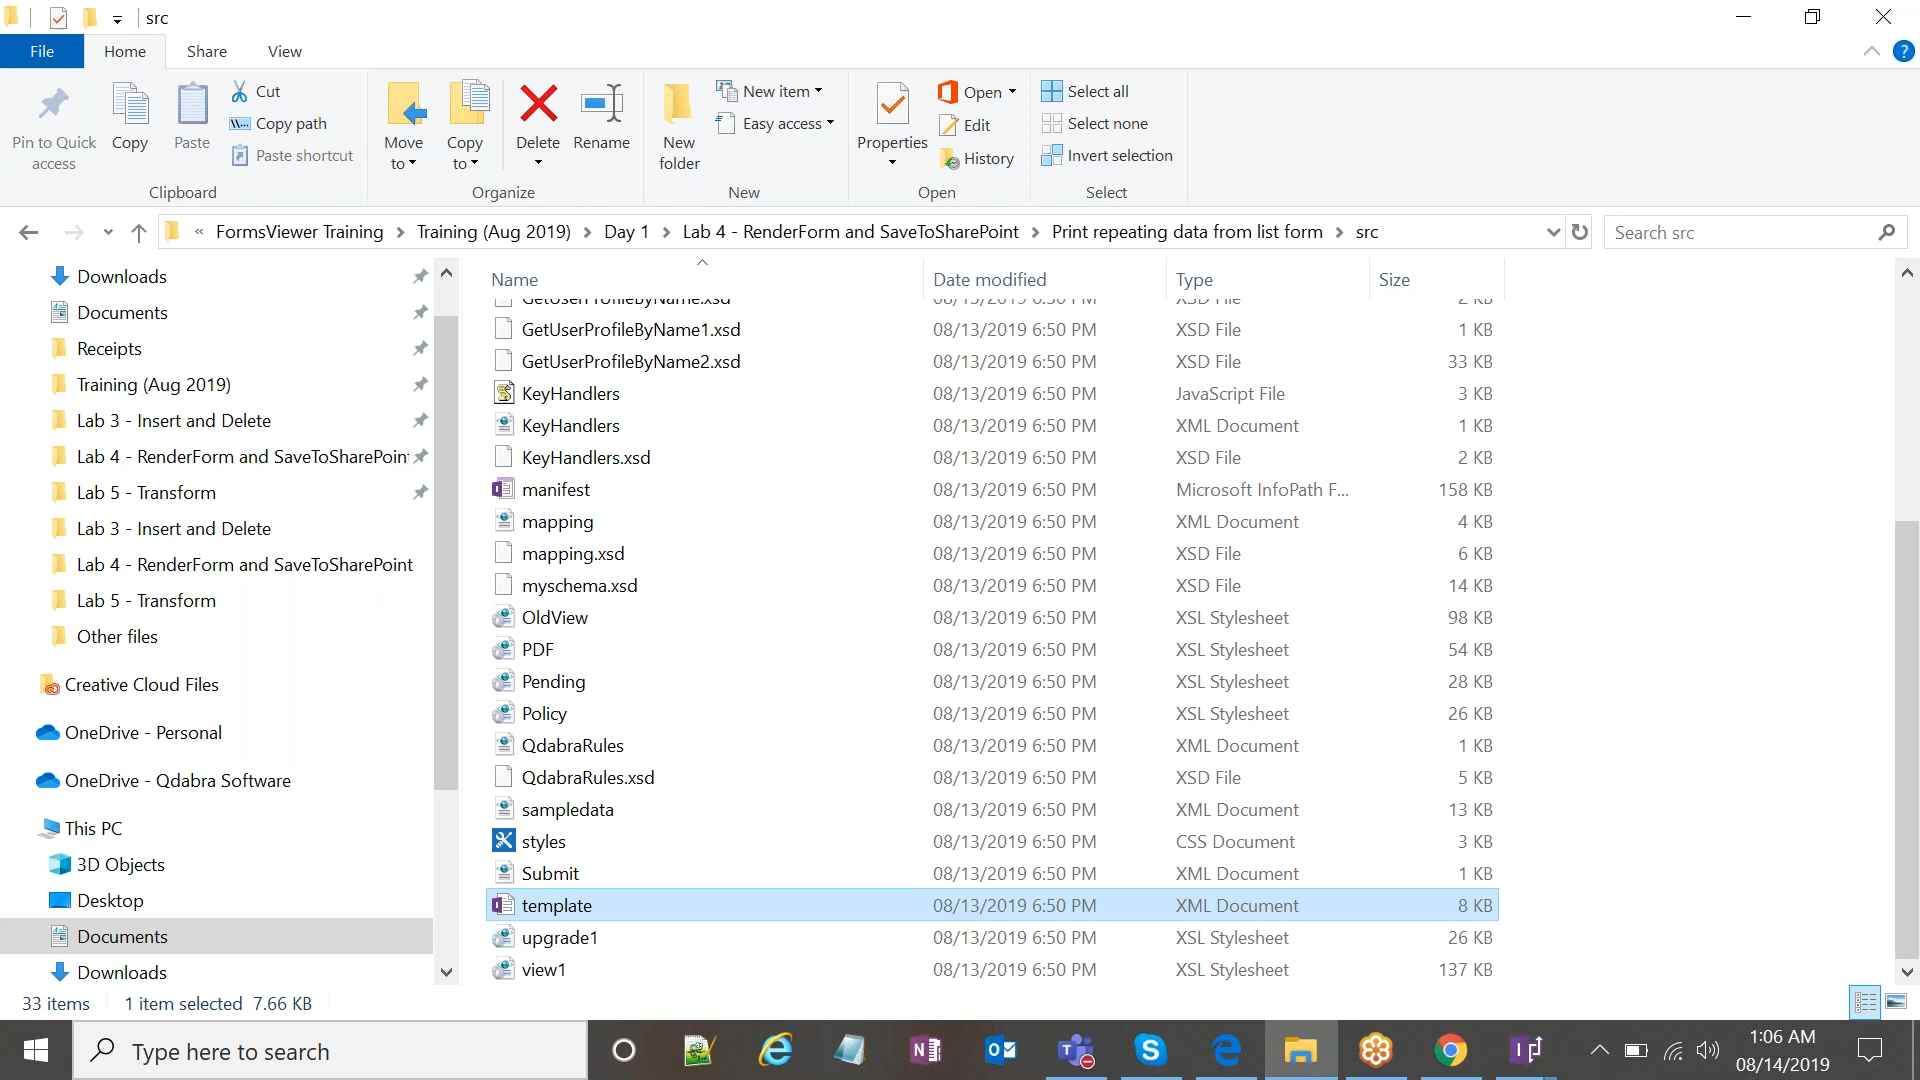 src
File
Home
Share
View
Pin to Quick access
Copy
Paste
Cut
Copy path
Paste shortcut
Clipboard
Move to
Copy to
Delete
Rename
Organize
New folder
New item
Easy access
New
Properties
Open
Edit
History
Open
Select all
Select none
Invert selection
Select
« FormsViewer Training > Training (Aug 2019) > Day 1 > Lab 4 - RenderForm and SaveToSharePoint > Print repeating data from list form > src
Search src
Downloads
Documents
Receipts
Training (Aug 2019)
Lab 3 - Insert and Delete
Lab 4 - RenderForm and SaveToSharePoint
Lab 5 - Transform
Lab 3 - Insert and Delete
Lab 4 - RenderForm and SaveToSharePoint
Lab 5 - Transform
Other files
Creative Cloud Files
OneDrive - Personal
OneDrive - Qdabra Software
This PC
3D Objects
Desktop
Documents
Downloads
Name Date modified Type Size
GetUserProfileByName.xsd 08/13/2019 6:50 PM XSD File 2 KB
GetUserProfileByName1.xsd 08/13/2019 6:50 PM XSD File 1 KB
GetUserProfileByName2.xsd 08/13/2019 6:50 PM XSD File 33 KB
KeyHandlers 08/13/2019 6:50 PM JavaScript File 3 KB
KeyHandlers 08/13/2019 6:50 PM XML Document 1 KB
KeyHandlers.xsd 08/13/2019 6:50 PM XSD File 2 KB
manifest 08/13/2019 6:50 PM Microsoft InfoPath F... 158 KB
mapping 08/13/2019 6:50 PM XML Document 4 KB
mapping.xsd 08/13/2019 6:50 PM XSD File 6 KB
myschema.xsd 08/13/2019 6:50 PM XSD File 14 KB
OldView 08/13/2019 6:50 PM XSL Stylesheet 98 KB
PDF 08/13/2019 6:50 PM XSL Stylesheet 54 KB
Pending 08/13/2019 6:50 PM XSL Stylesheet 28 KB
Policy 08/13/2019 6:50 PM XSL Stylesheet 26 KB
QdabraRules 08/13/2019 6:50 PM XML Document 1 KB
QdabraRules.xsd 08/13/2019 6:50 PM XSD File 5 KB
sampledata 08/13/2019 6:50 PM XML Document 13 KB
styles 08/13/2019 6:50 PM CSS Document 3 KB
Submit 08/13/2019 6:50 PM XML Document 1 KB
template 08/13/2019 6:50 PM XML Document 8 KB
upgrade1 08/13/2019 6:50 PM XSL Stylesheet 26 KB
view1 08/13/2019 6:50 PM XSL Stylesheet 137 KB
33 items 1 item selected 7.66 KB
Type here to search
1:06 AM
08/14/2019